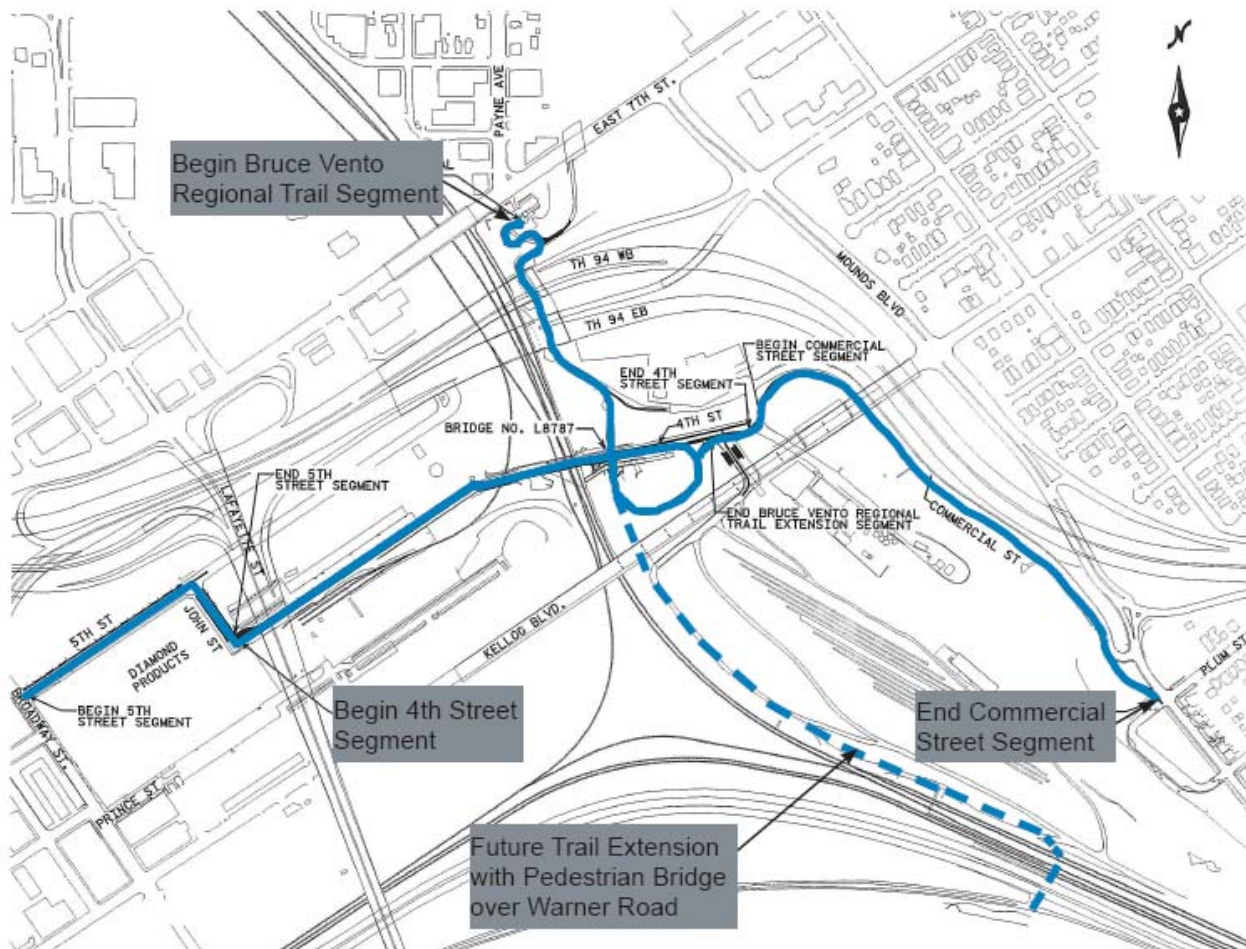 N
PAYNE AVE
EAST 7TH ST.
Begin Bruce Vento
Regional Trail Segment
TH 94 WB
MOUNDS BLVD
TH 94 EB
BEGIN COMMERCIAL
STREET SEGMENT
END 4TH
STREET SEGMENT
4TH ST
BRIDGE NO. L8787
END 5TH
STREET SEGMENT
LAFAYETTE ST
END BRUCE VENTO REGIONAL
TRAIL EXTENSION SEGMENT
COMMERCIAL ST
5TH ST
JOHN ST
DIAMOND
PRODUCTS
KELLOG BLVD.
PLUM ST
BEGIN 5TH
STREET SEGMENT
BROADWAY ST.
Begin 4th Street
Segment
End Commercial
Street Segment
PRINCE ST.
Future Trail Extension
with Pedestrian Bridge
over Warner Road